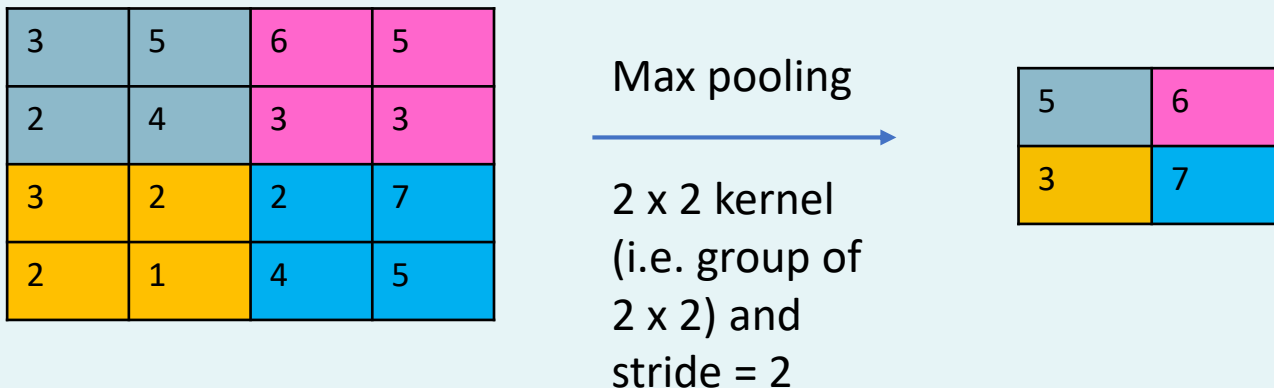 3 5 6 5
2 4 3 3
3 2 2 7
2 1 4 5
Max pooling
2 x 2 kernel
(i.e. group of
2 x 2) and
stride = 2
5 6
3 7